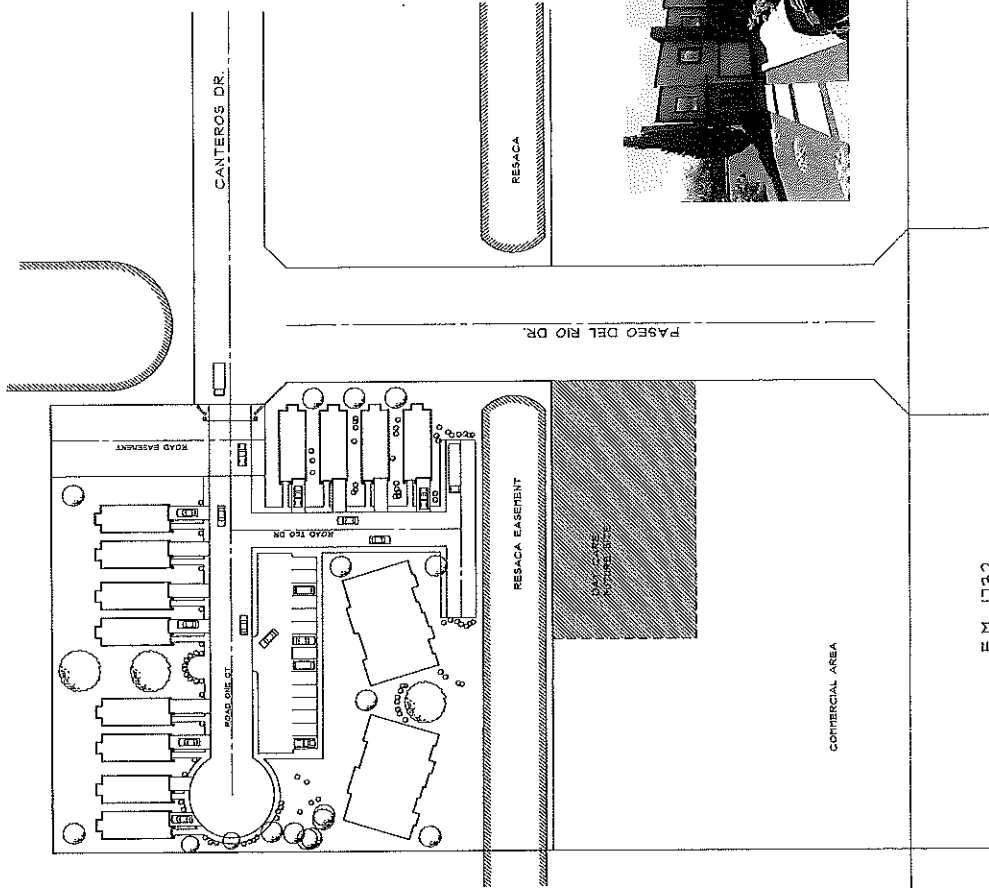 CANTEROS DR.
RESACA
PASEO DEL RIO DR.
ROAD EASEMENT
ROAD TGO DR
RESACA EASEMENT
DAY CARE
FUTURE SITE
ROAD ONE CT
COMMERCIAL AREA